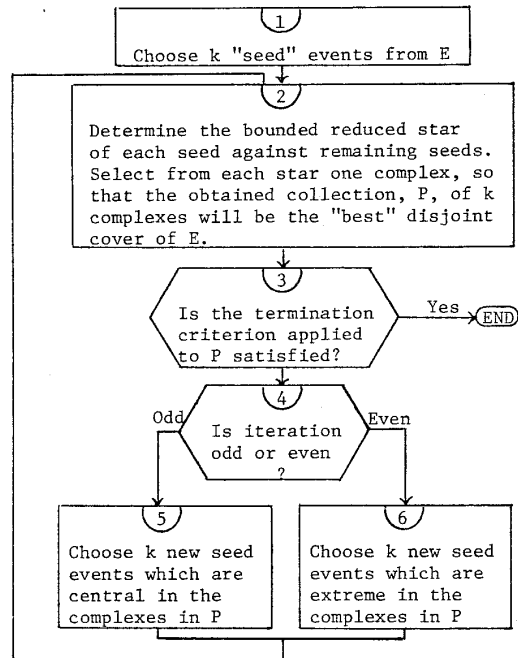 1
Choose k "seed" events from E
2
Determine the bounded reduced star
of each seed against remaining seeds.
Select from each star one complex, so
that the obtained collection, P, of k
complexes will be the "best" disjoint
cover of E.
3
Is the termination
criterion applied
to P satisfied?
Yes
END
4
Odd
Even
Is iteration
odd or even
?
5
Choose k new seed
events which are
central in the
complexes in P
6
Choose k new seed
events which are
extreme in the
complexes in P